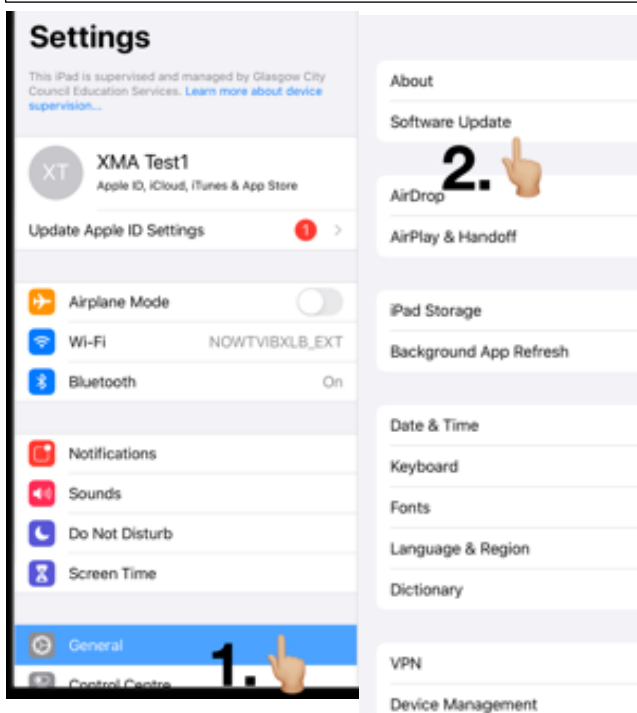 Settings
This iPad is supervised and managed by Glasgow City
Council Education Services. Learn more about device
supervision...
XT
XMA Test1
Apple ID, iCloud, iTunes & App Store
Update Apple ID Settings 1
Airplane Mode
Wi-Fi NOWTVIBXLB_EXT
Bluetooth On
Notifications
Sounds
Do Not Disturb
Screen Time
General
1.
Control Centre
About
Software Update
2.
AirDrop
AirPlay & Handoff
iPad Storage
Background App Refresh
Date & Time
Keyboard
Fonts
Language & Region
Dictionary
VPN
Device Management